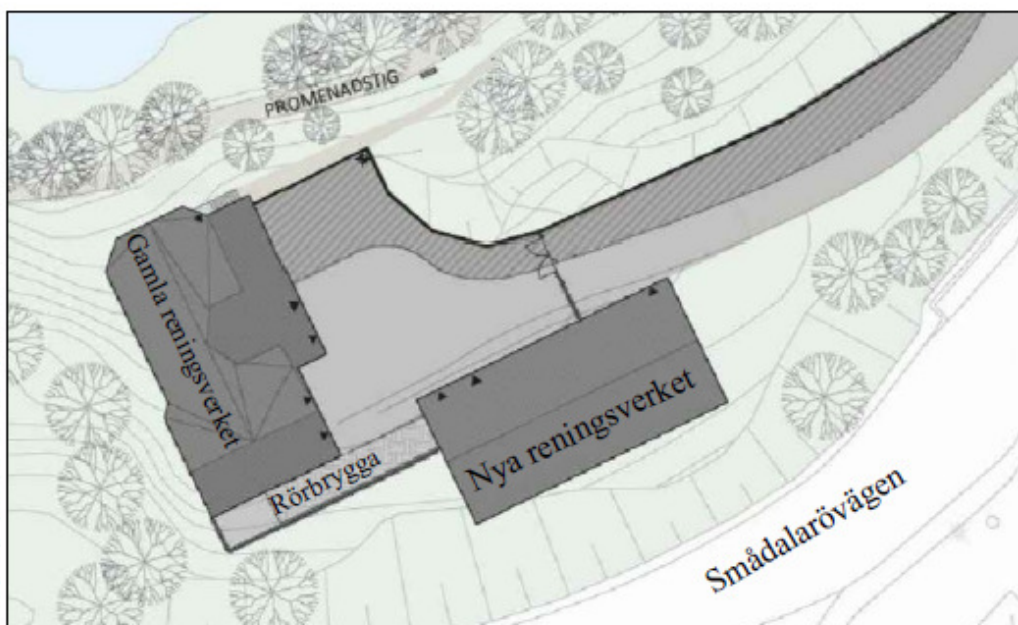 PROMENADSTIG
Gamla reningsverket
Rörbrygga
Nya reningsverket
Smådalarövägen